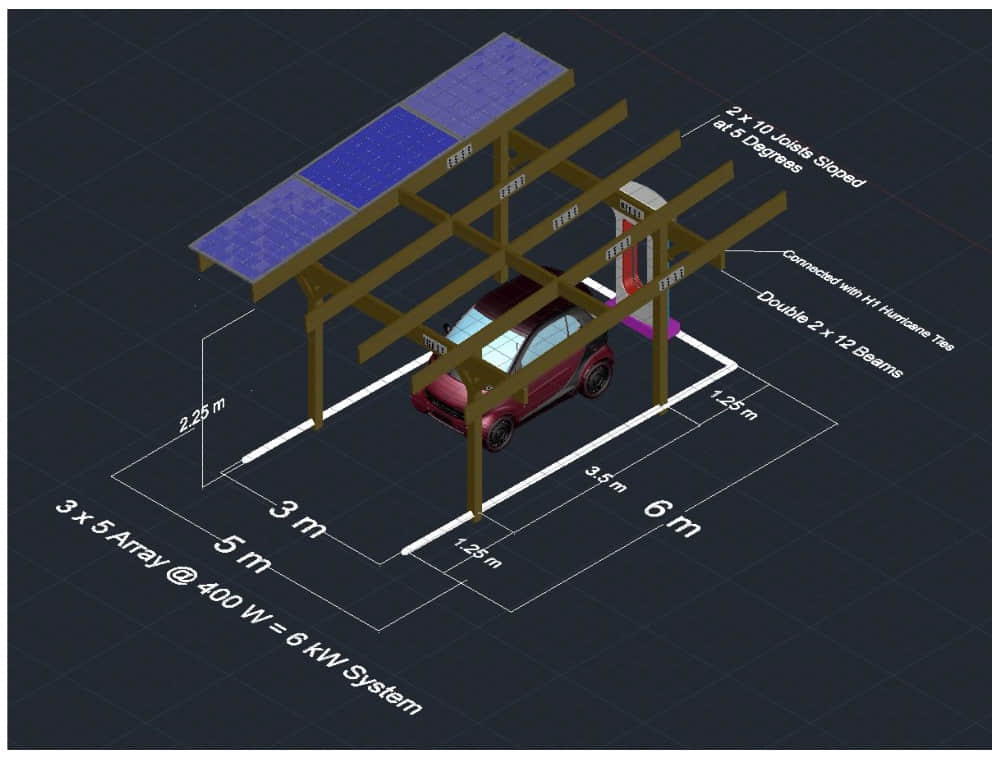 2 x 10 Joists Sloped
at 5 Degrees
Connected with H1 Hurricane Ties
Double 2 x 12 Beams
2.25 m
1.25 m
3.5 m
6 m
3 m
1.25 m
5 m
3 x 5 Array @ 400 W = 6 kW System